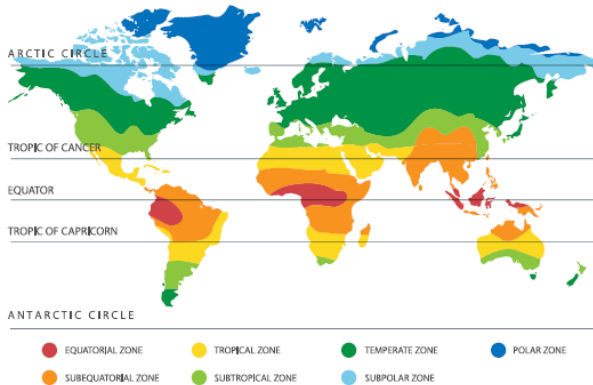 ARCTIC CIRCLE
TROPIC OF CANCER
EQUATOR
TROPIC OF CAPRICORN
ANTARCTIC CIRCLE
EQUATORIAL ZONE TROPICAL ZONE TEMPERATE ZONE POLAR ZONE
SUBEQUATORIAL ZONE SUBTROPICAL ZONE SUBPOLAR ZONE